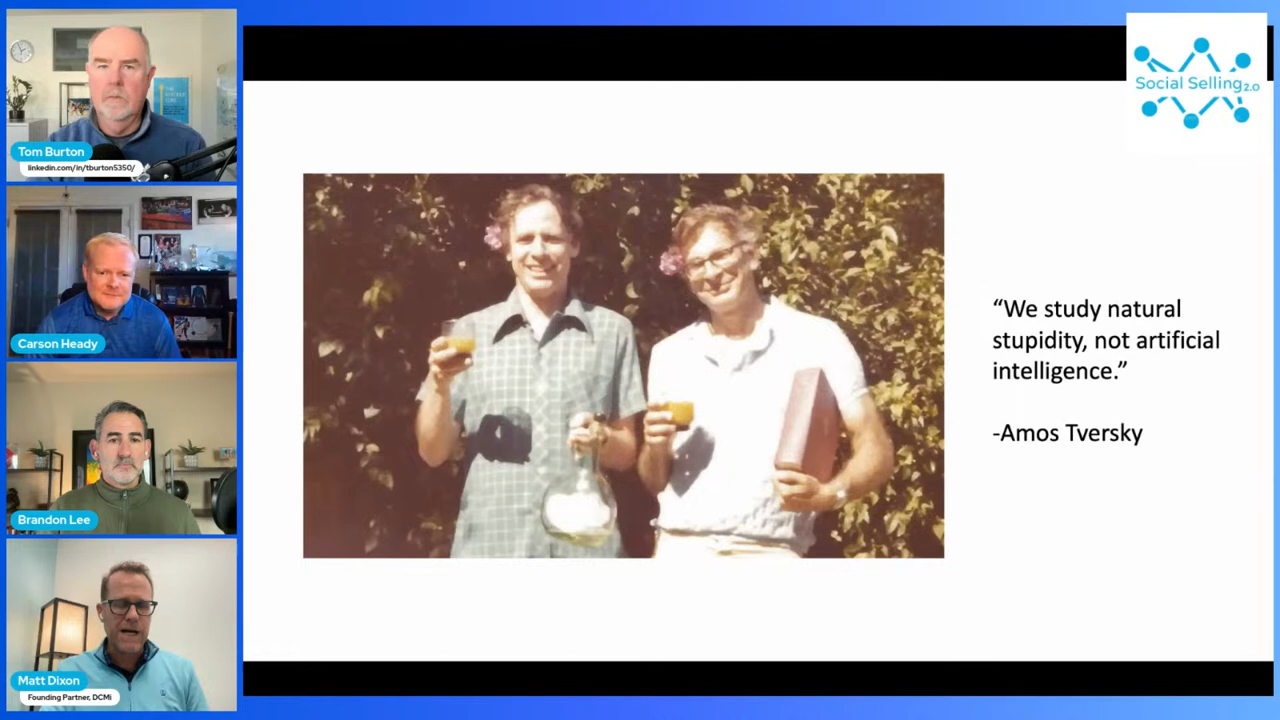 Tom Burton
linkedin.com/in/tburton5350/
Carson Heady
Brandon Lee
Matt Dixon
Founding Partner, DCMi
Social Selling 2.0
“We study natural
stupidity, not artificial
intelligence.”
-Amos Tversky